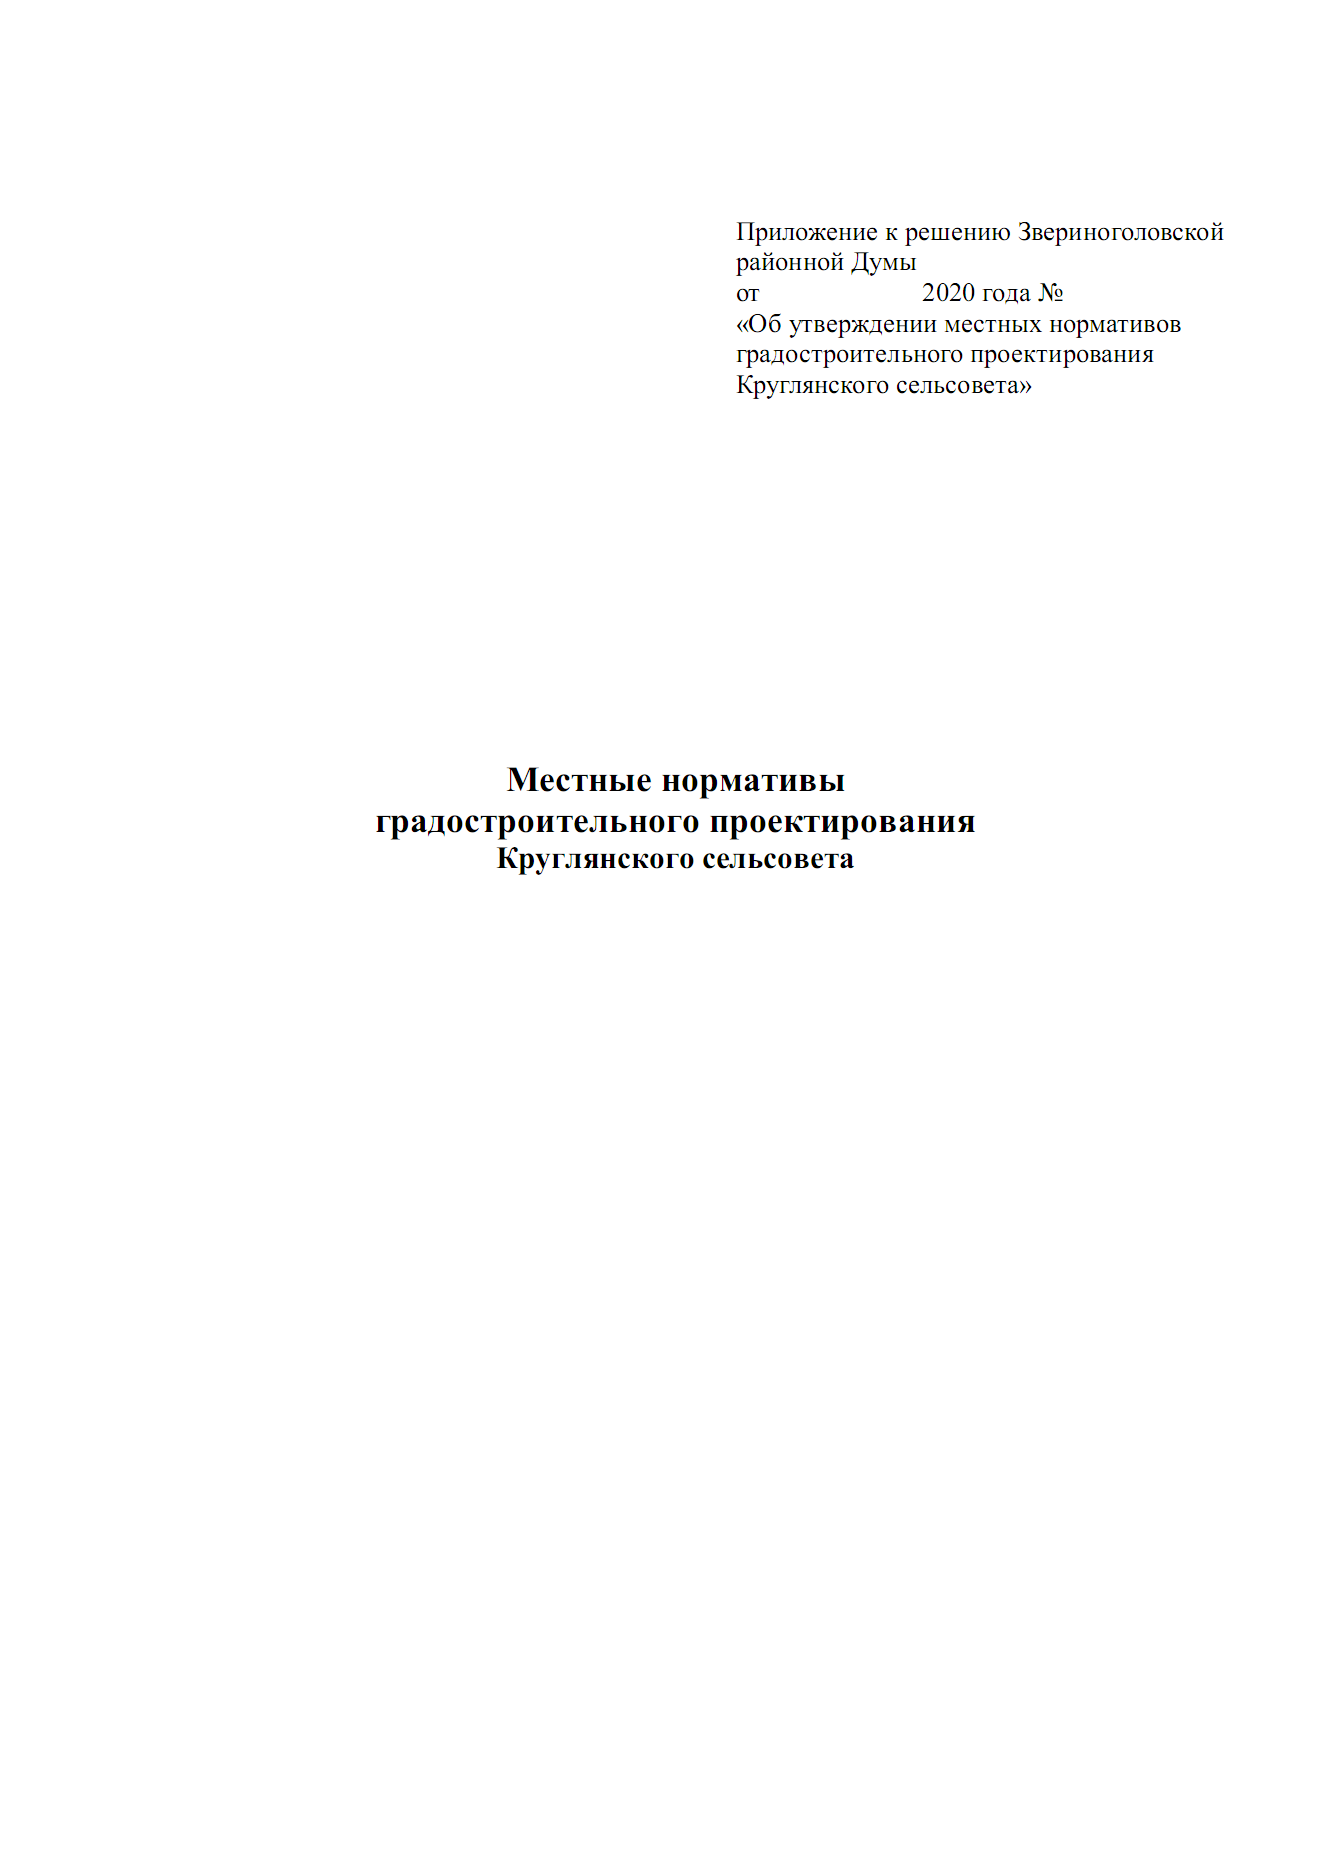 Приложение к решению Звериноголовской
районной Думы
от 2020 года №
«Об утверждении местных нормативов
градостроительного проектирования
Круглянского сельсовета»
Местные нормативы
градостроительного проектирования
Круглянского сельсовета